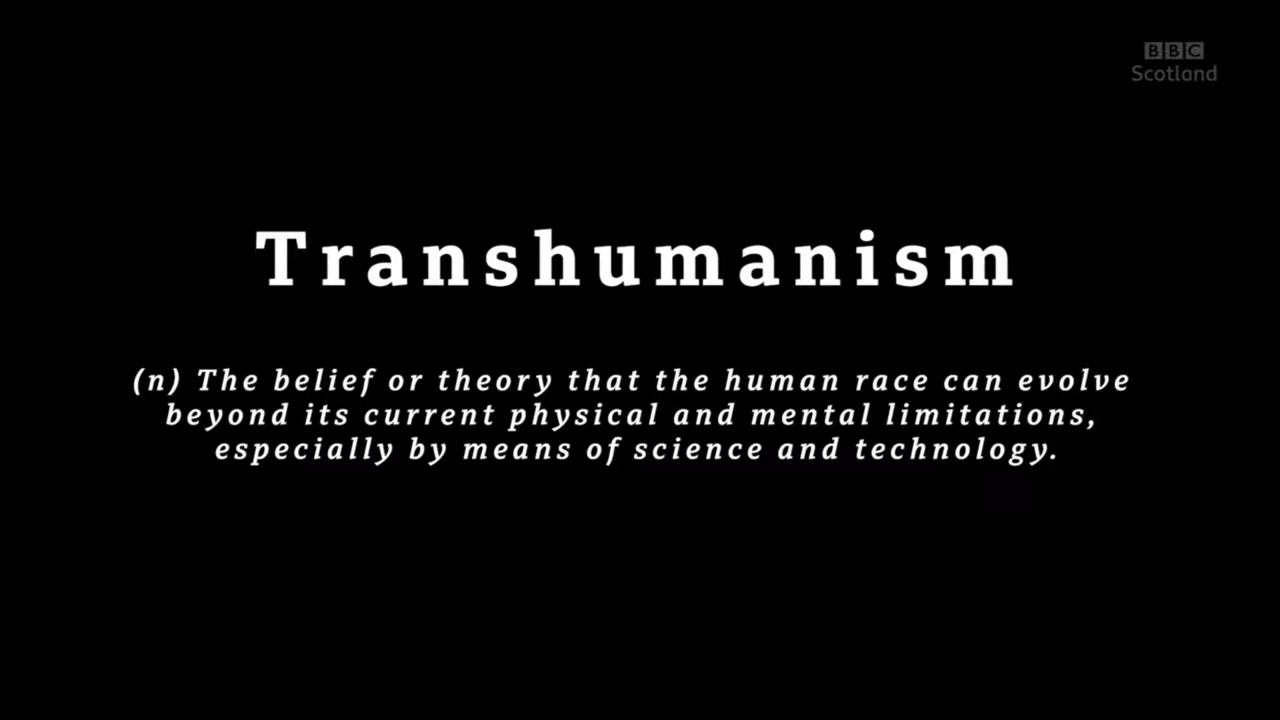 BBC
Scotland
Transhumanism
(n) The belief or theory that the human race can evolve
beyond its current physical and mental limitations,
especially by means of science and technology.